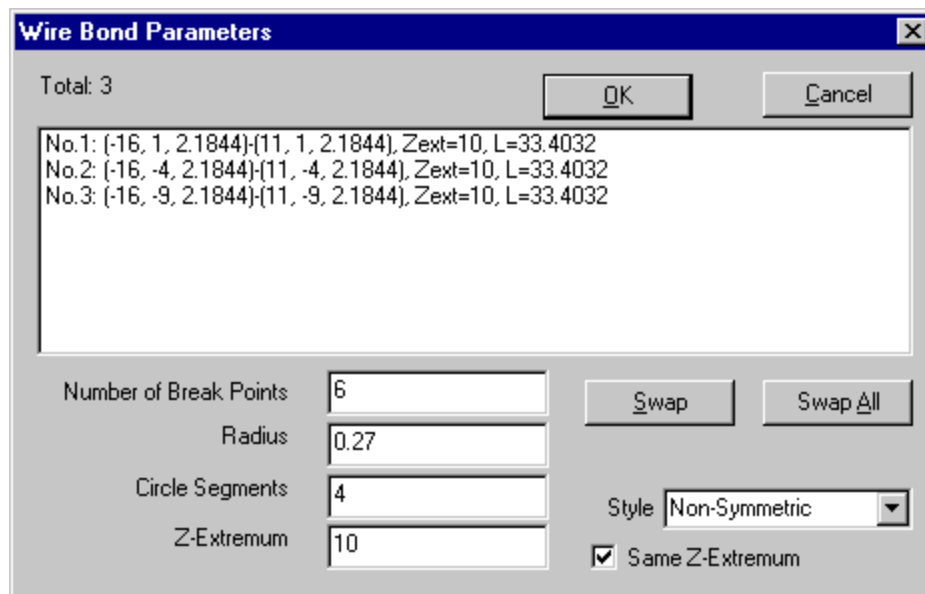 Wire Bond Parameters
Total: 3
OK
Cancel
No.1: (-16, 1, 2.1844)-(11, 1, 2.1844), Zext=10, L=33.4032
No.2: (-16, -4, 2.1844)-(11, -4, 2.1844), Zext=10, L=33.4032
No.3: (-16, -9, 2.1844)-(11, -9, 2.1844), Zext=10, L=33.4032
Number of Break Points 6
Swap
Swap All
Radius 0.27
Circle Segments 4
Style Non-Symmetric
Z-Extremum 10
Same Z-Extremum